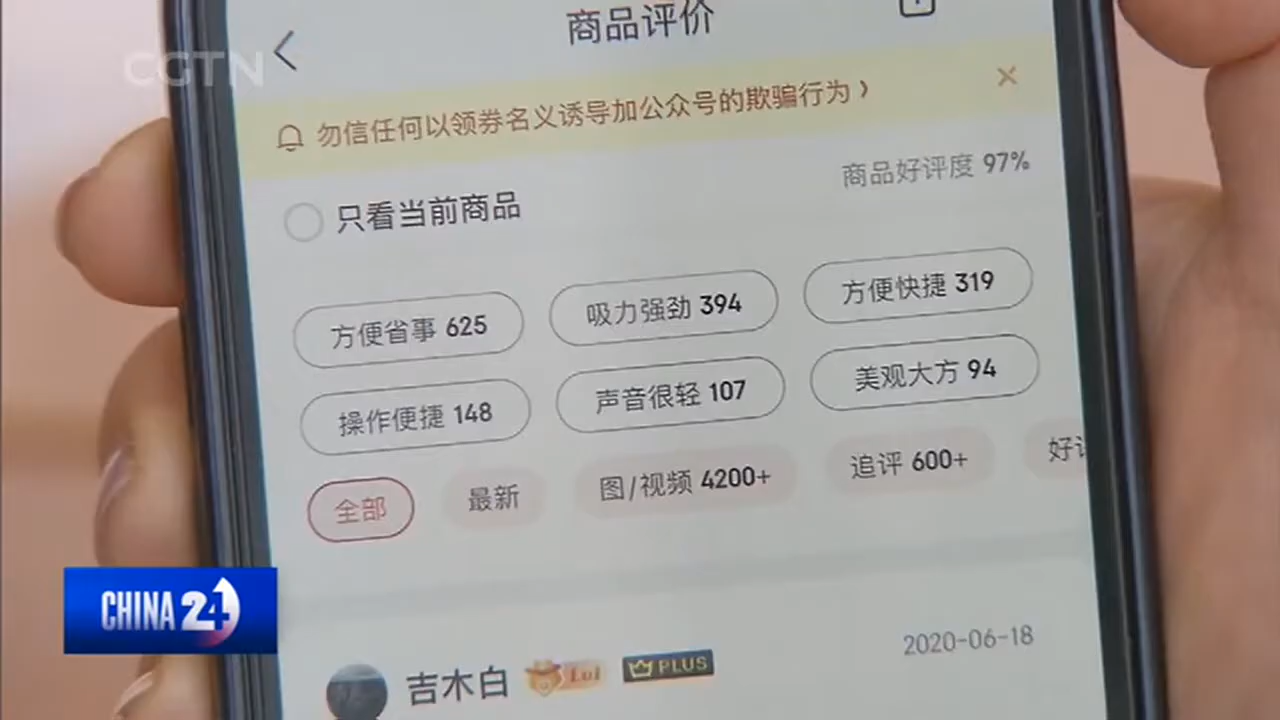 商品评价
CGTN
勿信任何以领券名义诱导加公众号的欺骗行为 ›
商品好评度 97%
只看当前商品
方便省事 625
吸力强劲 394
方便快捷 319
操作便捷 148
声音很轻 107
美观大方 94
全部
最新
图/视频 4200+
追评 600+
好
CHINA 24
2020-06-18
吉木白
PLUS